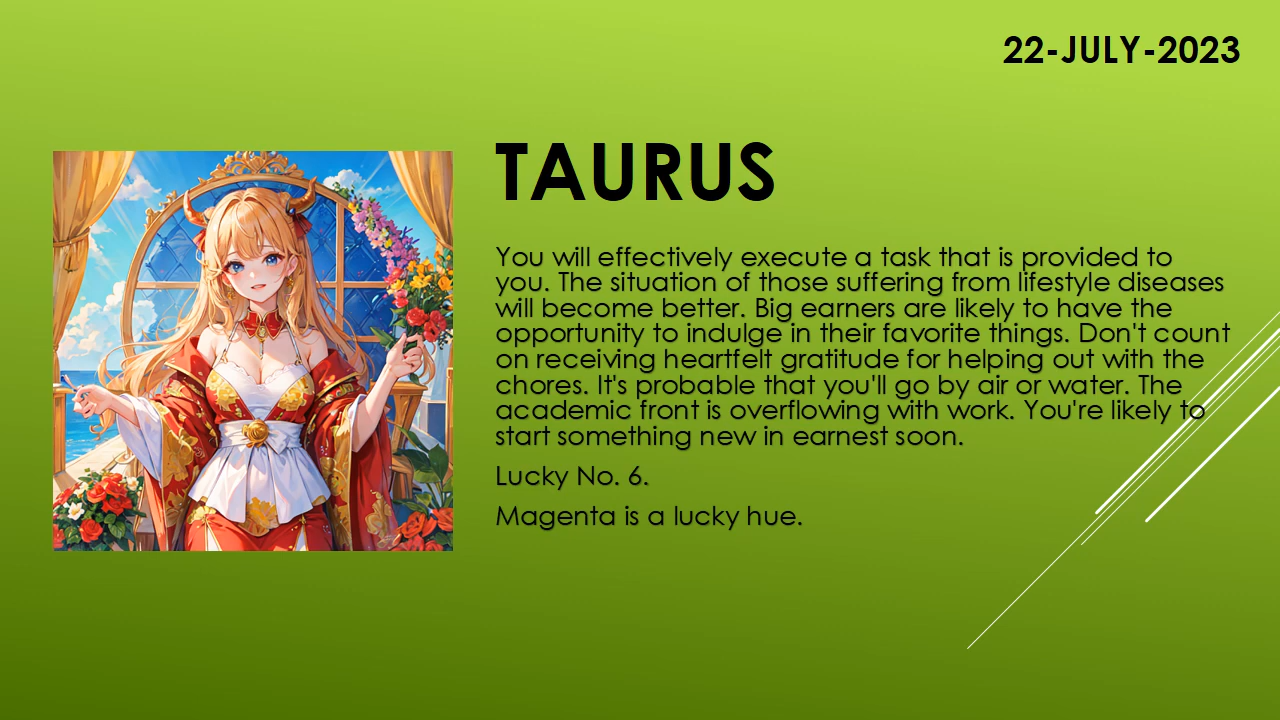 22-JULY-2023
TAURUS
You will effectively execute a task that is provided to
you. The situation of those suffering from lifestyle diseases
will become better. Big earners are likely to have the
opportunity to indulge in their favorite things. Don't count
on receiving heartfelt gratitude for helping out with the
chores. It's probable that you'll go by air or water. The
academic front is overflowing with work. You're likely to
start something new in earnest soon.
Lucky No. 6.
Magenta is a lucky hue.